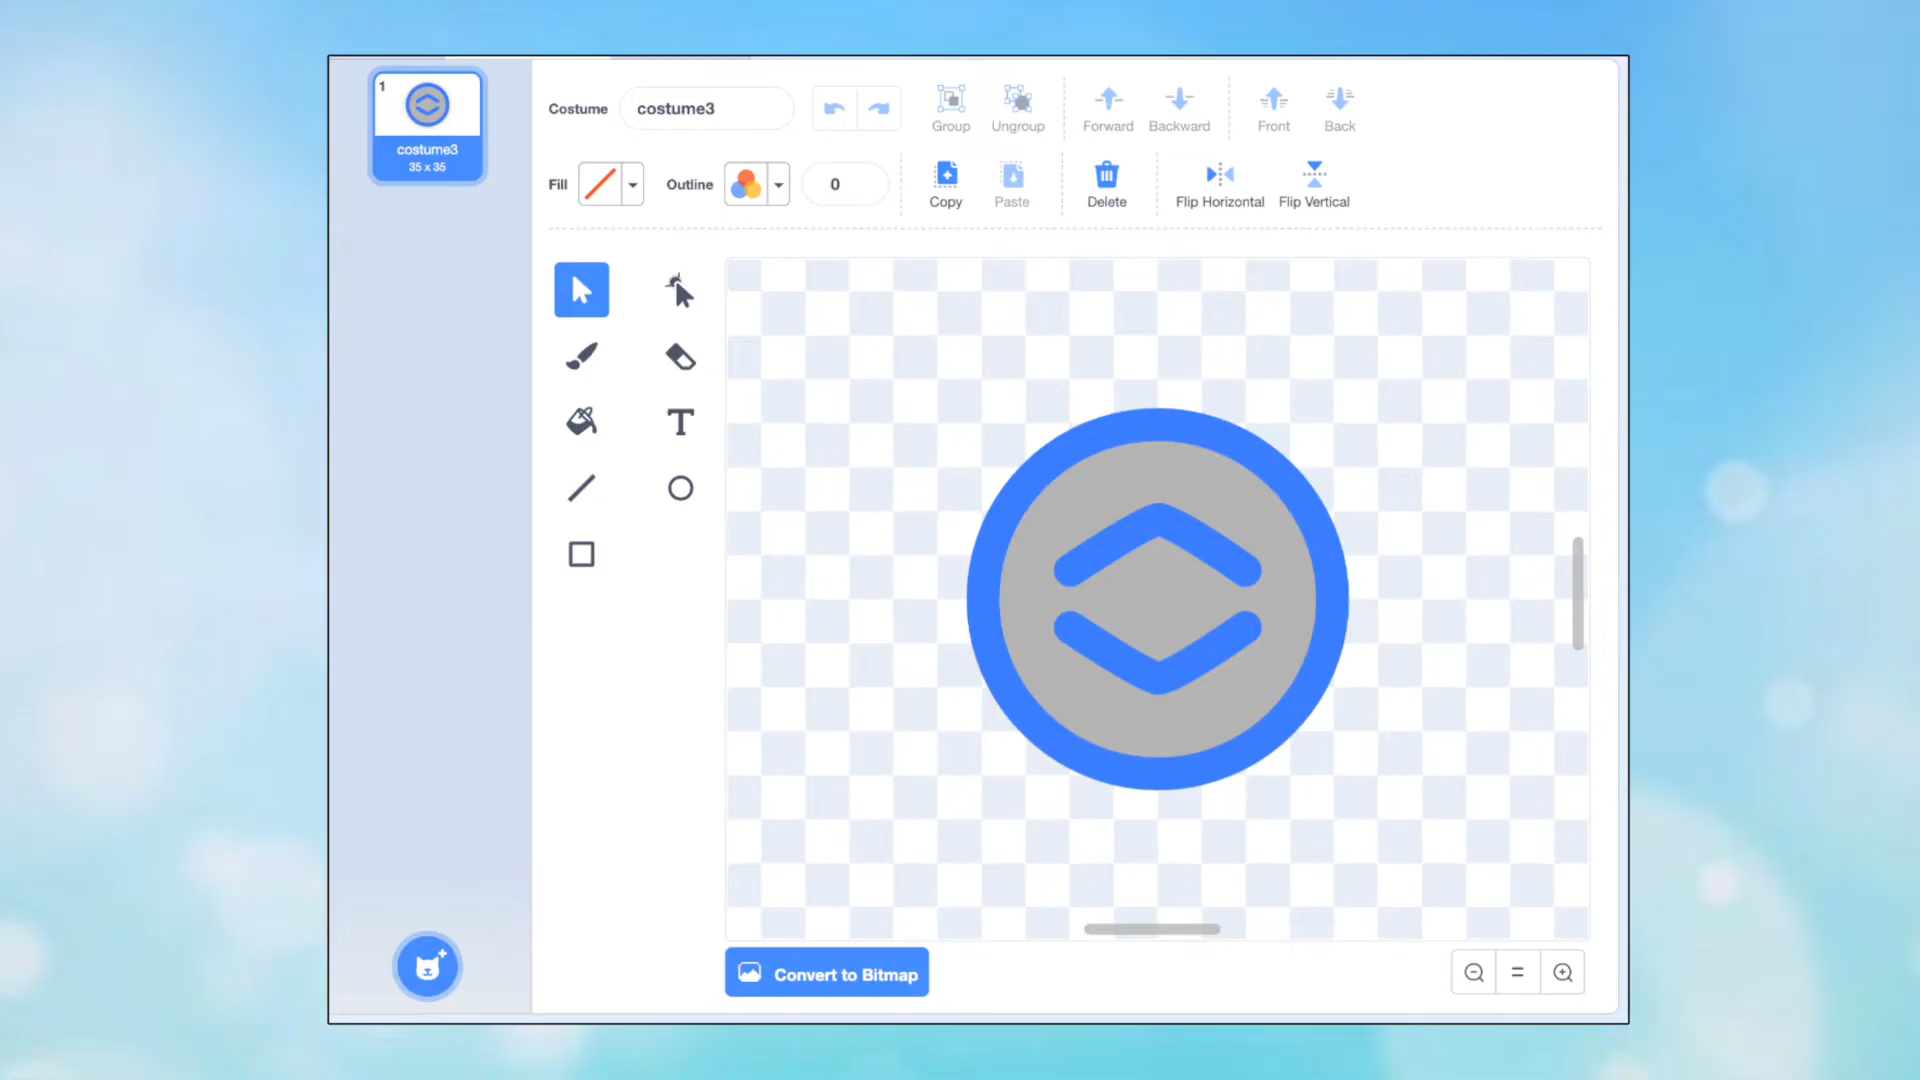 1
costume3
35 x 35
Costume
costume3
Group
Ungroup
Forward
Backward
Front
Back
Fill
Outline
0
Copy
Paste
Delete
Flip Horizontal
Flip Vertical
T
Convert to Bitmap